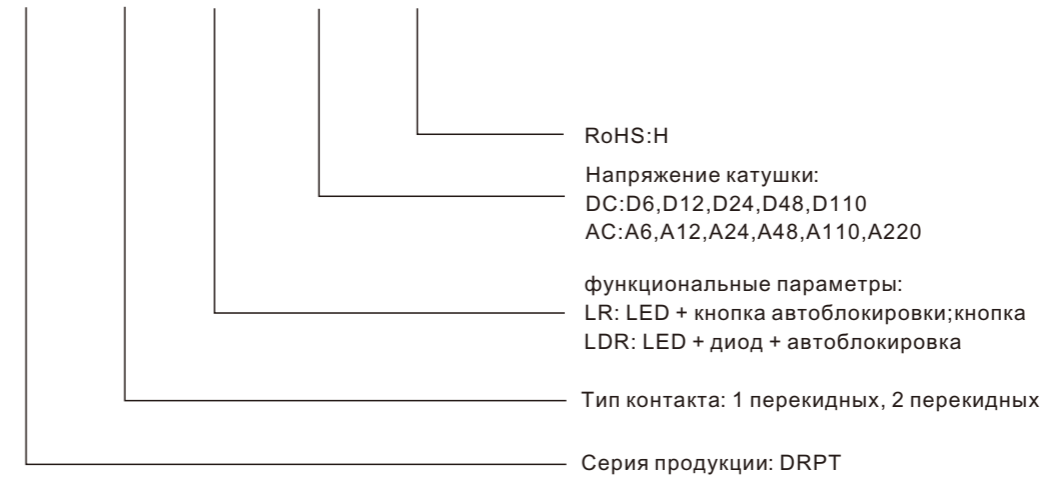 RoHS:H
Напряжение катушки:
DC:D6,D12,D24,D48,D110
AC:A6,A12,A24,A48,A110,A220
функциональные параметры:
LR: LED + кнопка автоблокировки;кнопка
LDR: LED + диод + автоблокировка
Тип контакта: 1 перекидных, 2 перекидных
Серия продукции: DRPT